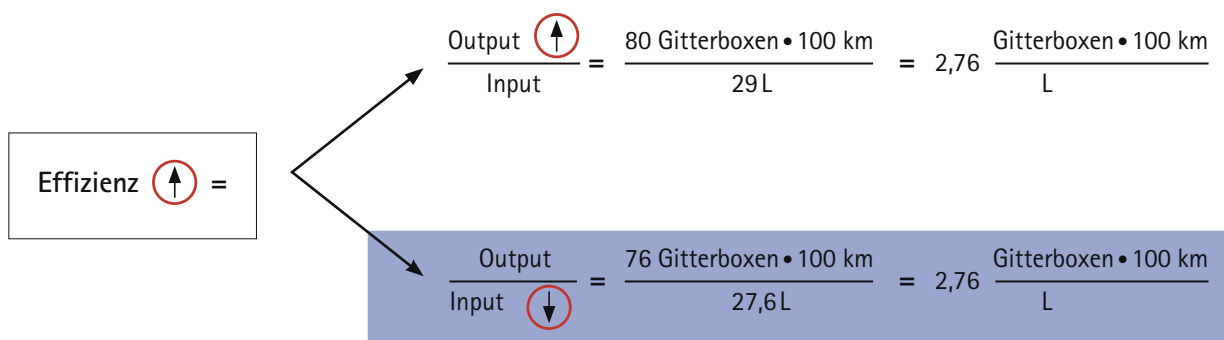 Output 80 Gitterboxen • 100 km Gitterboxen • 100 km
= = 2,76
Input 29 L L
Effizienz =
Output 76 Gitterboxen • 100 km Gitterboxen • 100 km
= = 2,76
Input 27,6 L L